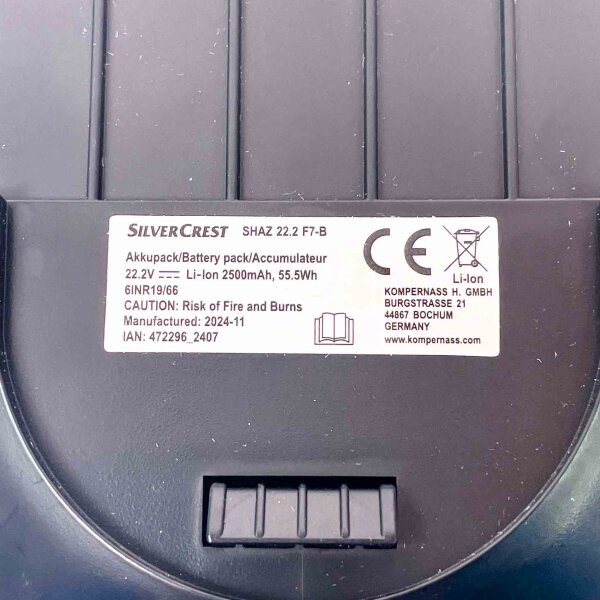 SILVERCREST SHAZ 22.2 F7-B
Akkupack/Battery pack/Accumulateur
22.2V ⎓ Li-Ion 2500mAh, 55.5Wh
6INR19/66
CAUTION: Risk of Fire and Burns
Manufactured: 2024-11
IAN: 472296_2407
CE
Li-Ion
KOMPERNASS H. GMBH
BURGSTRASSE 21
44867 BOCHUM
GERMANY
www.kompernass.com